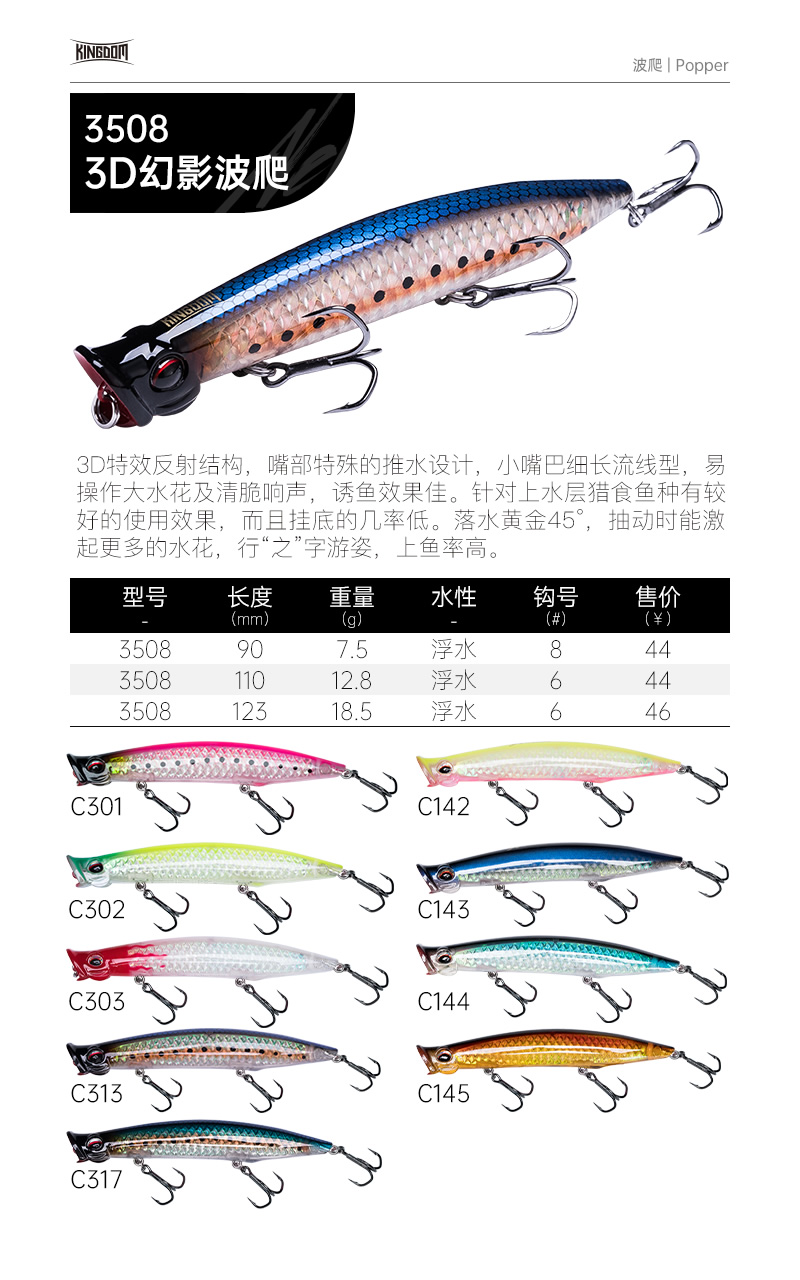 KINGDOM
波爬 | Popper
3508
3D幻影波爬
KINGDOM
3D特效反射结构，嘴部特殊的推水设计，小嘴巴细长流线型，易
操作大水花及清脆响声，诱鱼效果佳。针对上水层猎食鱼种有较
好的使用效果，而且挂底的几率低。落水黄金45°，抽动时能激
起更多的水花，行“之”字游姿，上鱼率高。
型号 长度 重量 水性 钩号 售价
- (mm) (g) - (#) (￥)
3508 90 7.5 浮水 8 44
3508 110 12.8 浮水 6 44
3508 123 18.5 浮水 6 46
C301 C142
C302 C143
C303 C144
C313 C145
C317